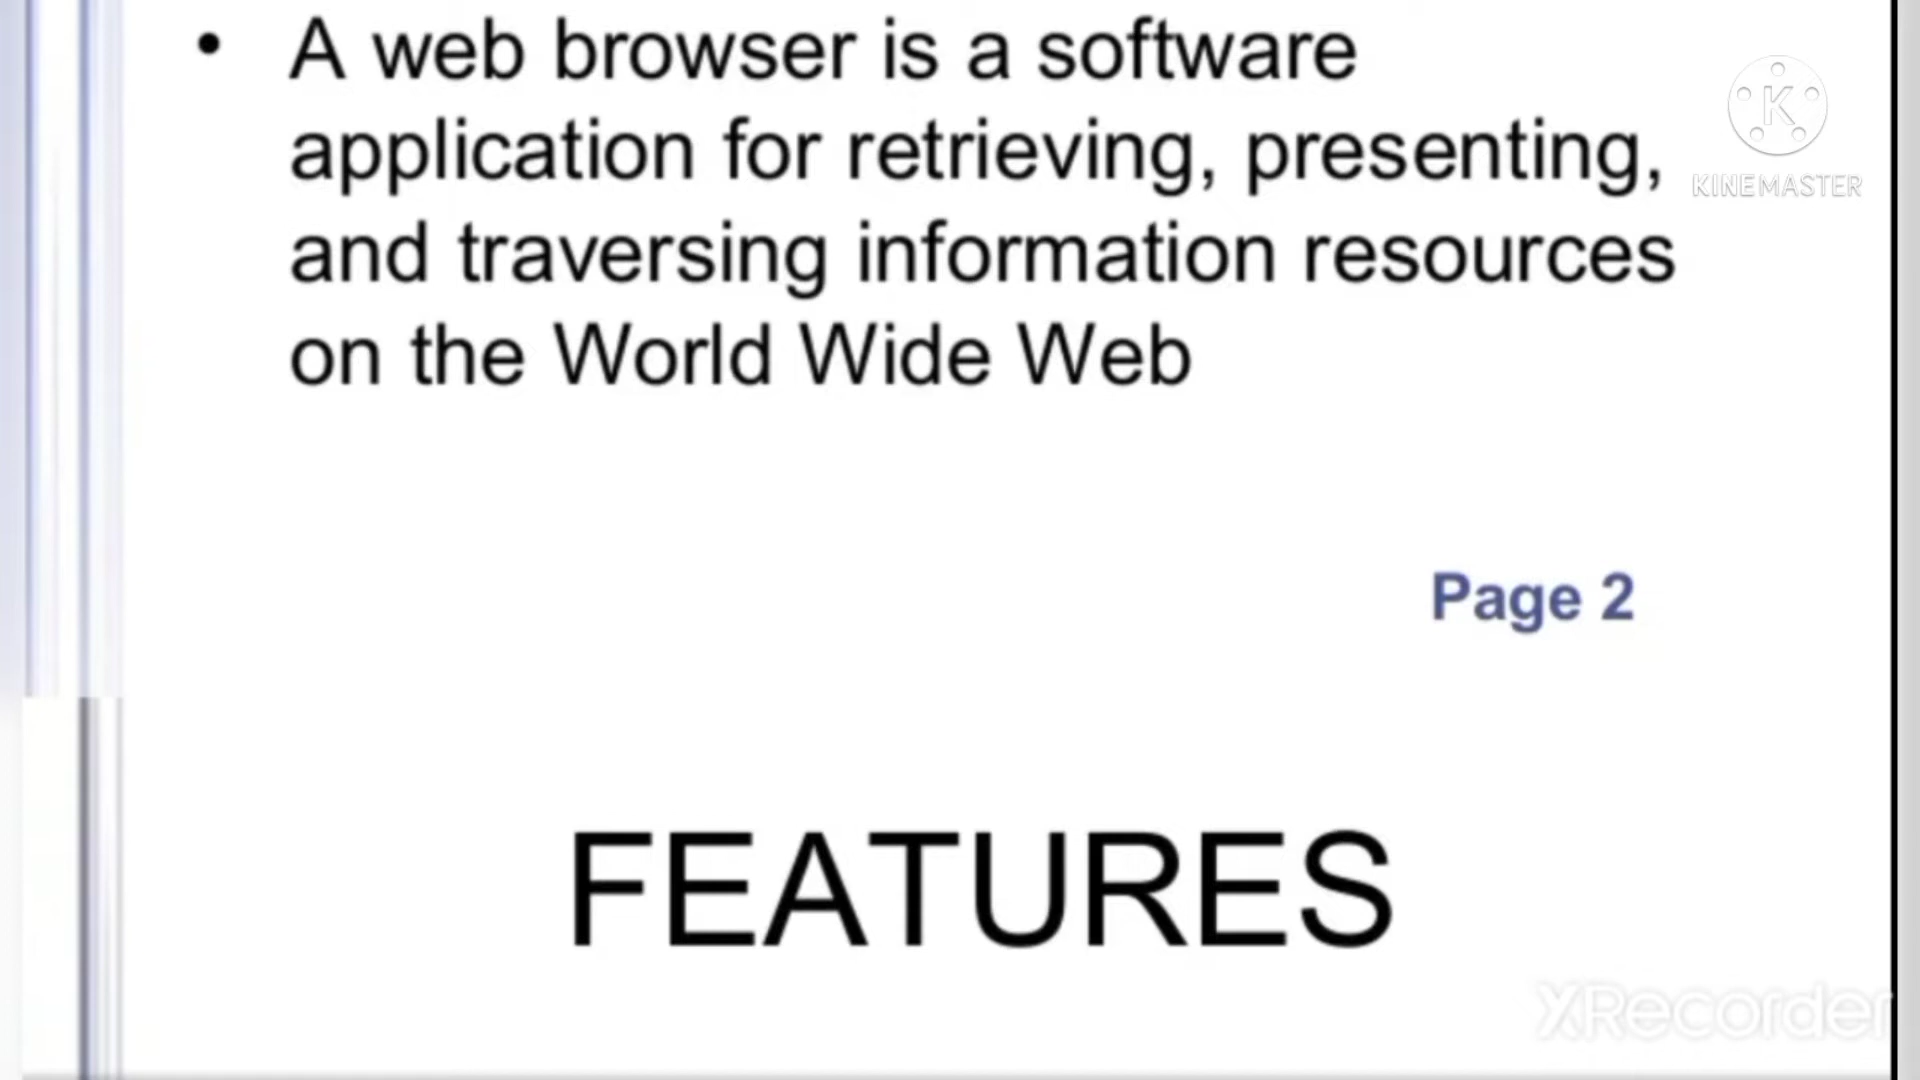 • A web browser is a software
application for retrieving, presenting,
and traversing information resources
on the World Wide Web
K
KINEMASTER
Page 2
FEATURES
XRecorder